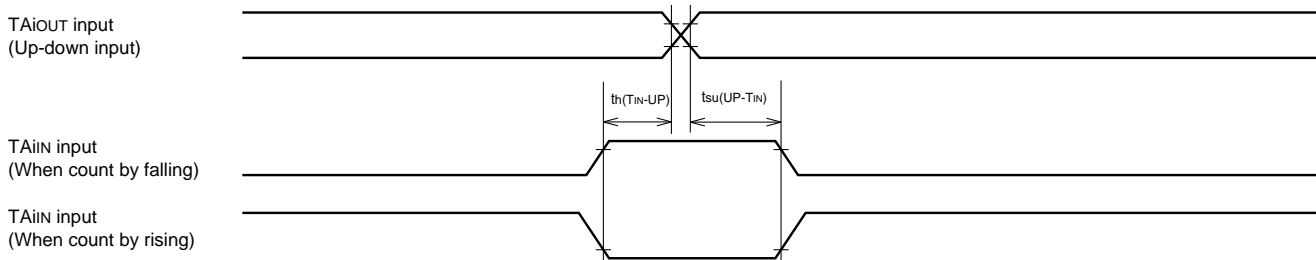 TAiOUT input
(Up-down input)
th(TIN-UP)
tsu(UP-TIN)
TAiIN input
(When count by falling)
TAiIN input
(When count by rising)